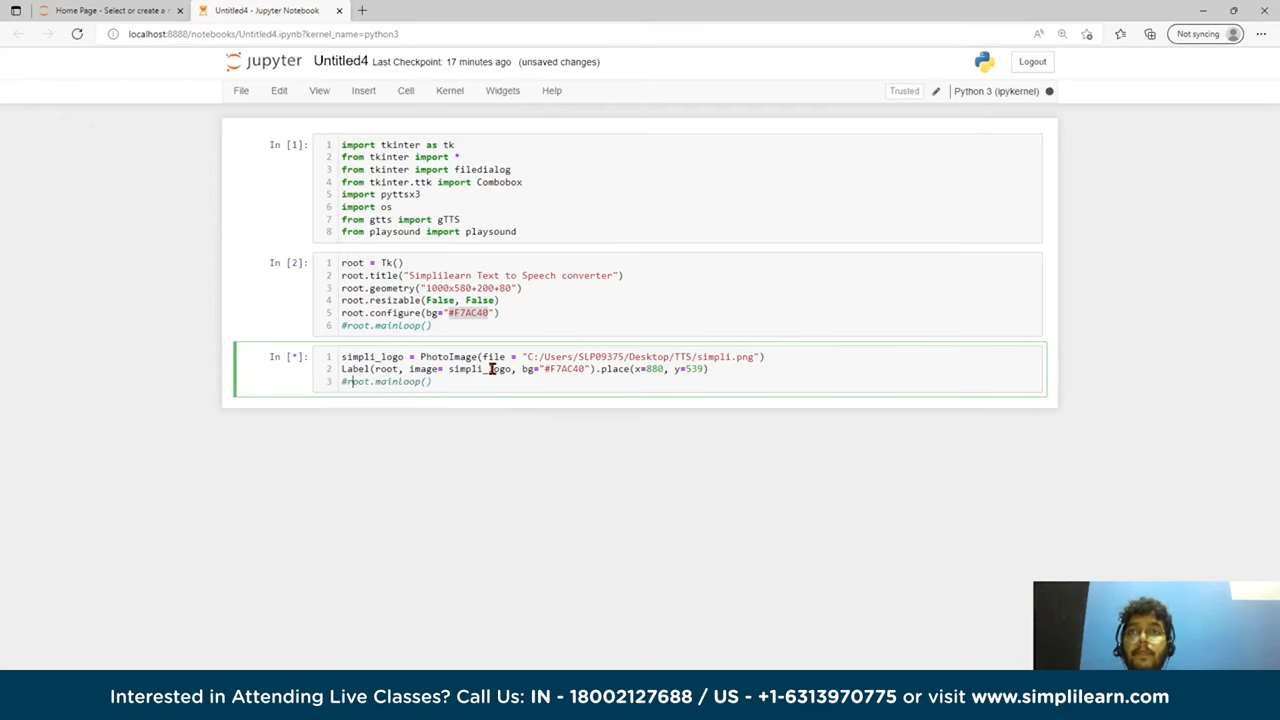 Home Page - Select or create a n
Untitled4 - Jupyter Notebook
localhost:8888/notebooks/Untitled4.ipynb?kernel_name=python3
Not syncing
jupyter Untitled4 Last Checkpoint: 17 minutes ago (unsaved changes)
Logout
File Edit View Insert Cell Kernel Widgets Help
Trusted
Python 3 (ipykernel)
In [1]:
1 import tkinter as tk
2 from tkinter import *
3 from tkinter import filedialog
4 from tkinter.ttk import Combobox
5 import pyttsx3
6 import os
7 from gtts import gTTS
8 from playsound import playsound
In [2]:
1 root = Tk()
2 root.title("Simplilearn Text to Speech converter")
3 root.geometry("1000x580+200+80")
4 root.resizable(False, False)
5 root.configure(bg="#F7AC40")
6 #root.mainloop()
In [*]:
1 simpli_logo = PhotoImage(file = "C:/Users/SLP09375/Desktop/TTS/simpli.png")
2 Label(root, image= simpli_logo, bg="#F7AC40").place(x=880, y=539)
3 #root.mainloop()
Interested in Attending Live Classes? Call Us: IN - 18002127688 / US - +1-6313970775 or visit www.simplilearn.com